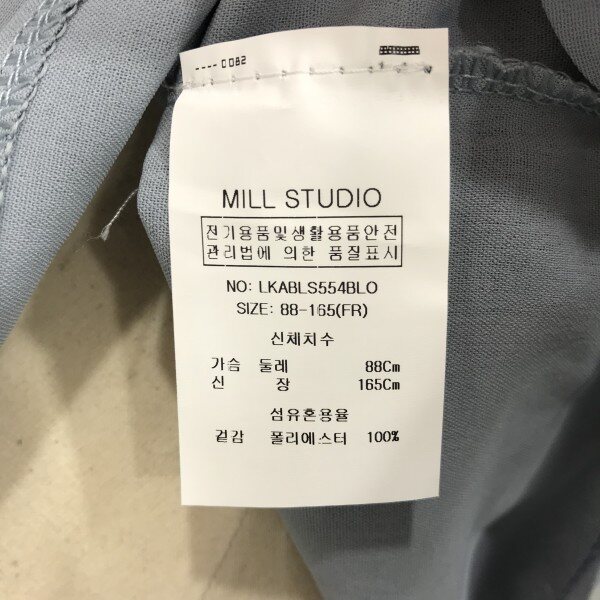 ---- 0082
MILL STUDIO
전기용품및생활용품안전
관리법에 의한 품질표시
NO: LKABLS554BLO
SIZE: 88-165(FR)
신체치수
가슴 둘레 88Cm
신 장 165Cm
섬유혼용율
겉감 폴리에스터 100%